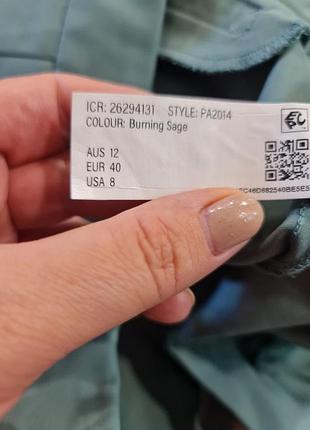 ICR: 26294131 STYLE: PA2014
COLOUR: Burning Sage
AUS 12
EUR 40
USA 8